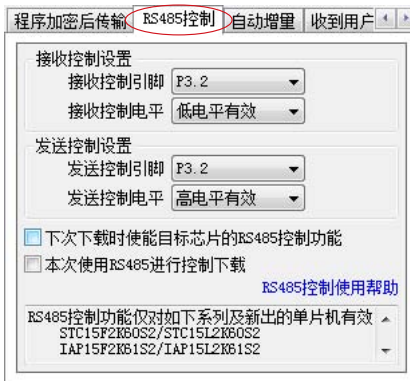 程序加密后传输 RS485控制 自动增量 收到用户
接收控制设置
接收控制引脚 P3.2
接收控制电平 低电平有效
发送控制设置
发送控制引脚 P3.2
发送控制电平 高电平有效
下次下载时使能目标芯片的RS485控制功能
本次使用RS485进行控制下载
RS485控制使用帮助
RS485控制功能仅对如下系列及新出的单片机有效
STC15F2K60S2/STC15L2K60S2
IAP15F2K61S2/IAP15L2K61S2